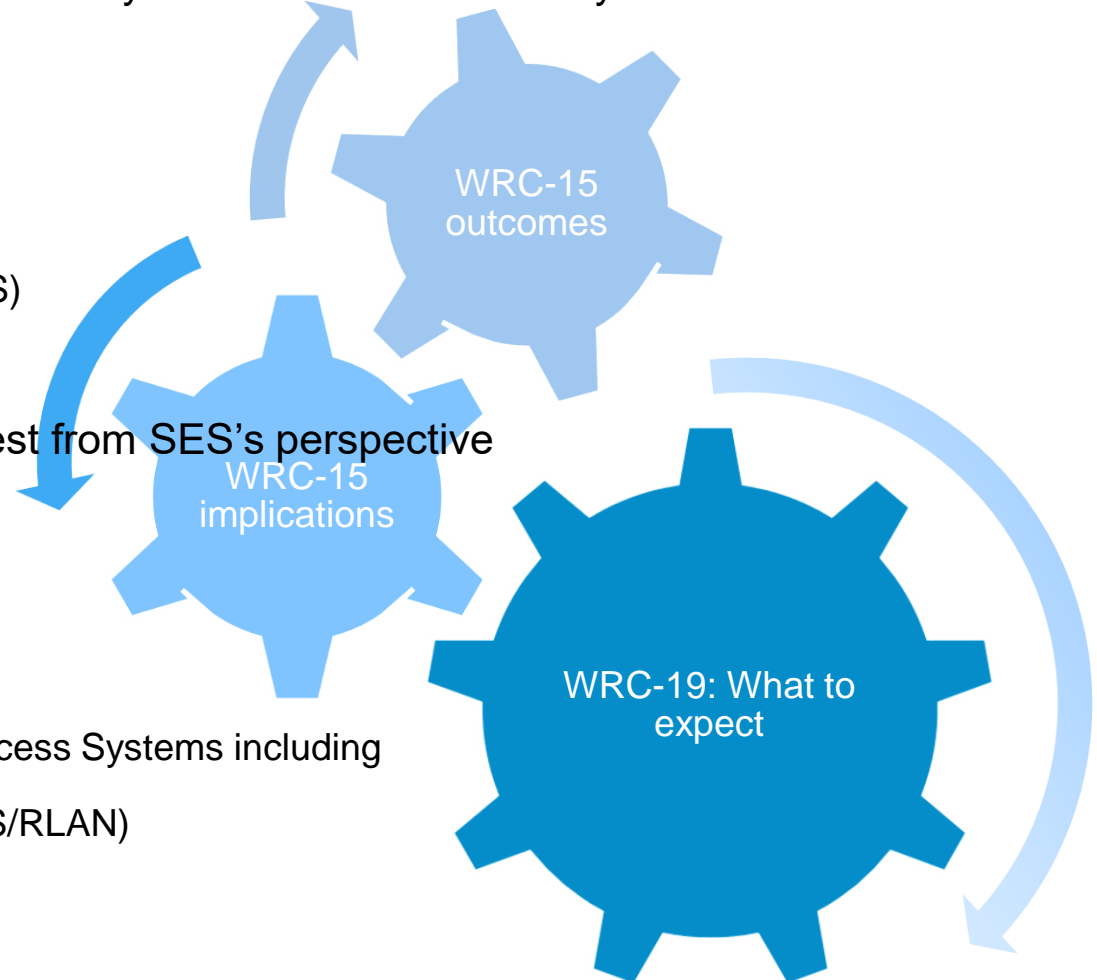 WRC-15
outcomes
S)
est from SES's perspective
WRC-15
implications
WRC-19: What to
expect
cess Systems including
S/RLAN)